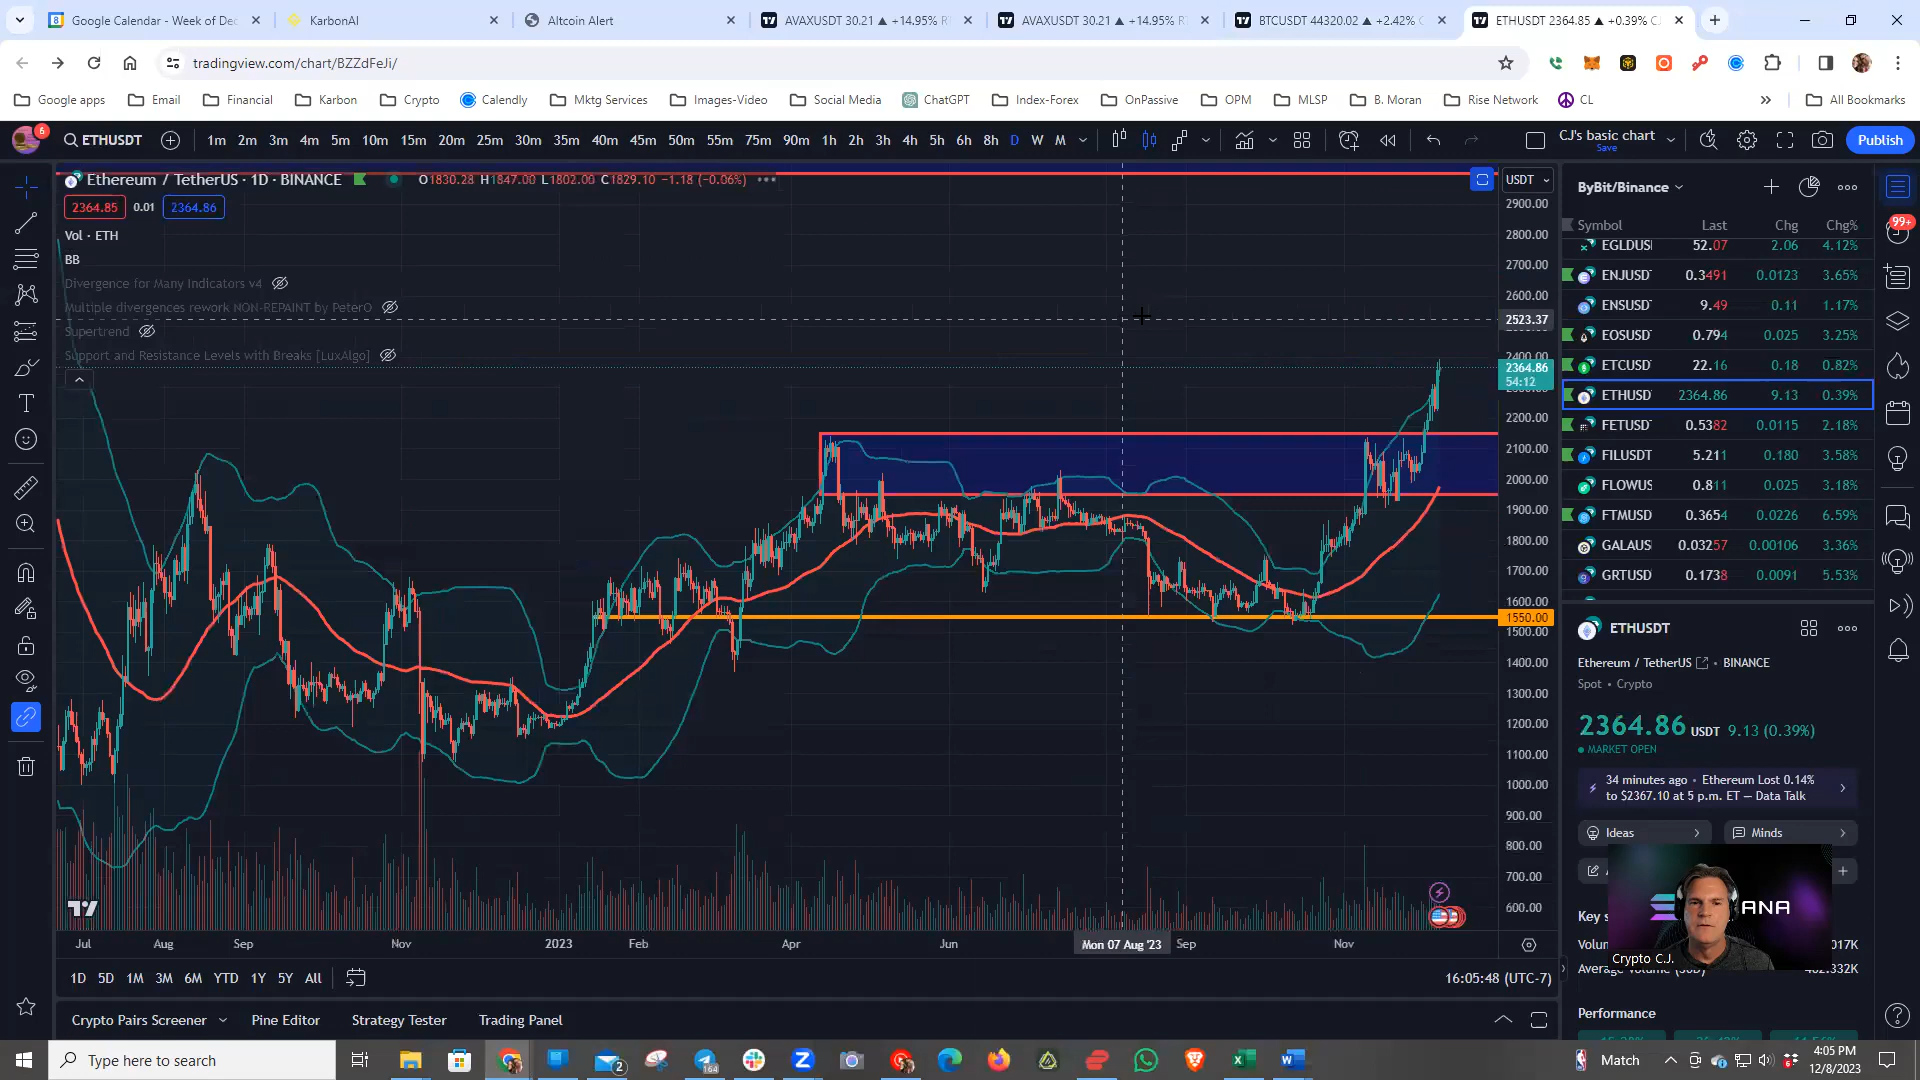 Google Calendar - Week of Dec
KarbonAI
Altcoin Alert
AVAXUSDT 30.21 ▲ +14.95% R
AVAXUSDT 30.21 ▲ +14.95% R
BTCUSDT 44320.02 ▲ +2.42% C
ETHUSDT 2364.85 ▲ +0.39% CJ
tradingview.com/chart/BZZdFeJi/
Google apps
Email
Financial
Karbon
Crypto
Calendly
Mktg Services
Images-Video
Social Media
ChatGPT
Index-Forex
OnPassive
OPM
MLSP
B. Moran
Rise Network
CL
All Bookmarks
6
ETHUSDT
1m 2m 3m 4m 5m 10m 15m 20m 25m 30m 35m 40m 45m 50m 55m 75m 90m 1h 2h 3h 4h 5h 6h 8h D W M
CJ's basic chart
Save
Publish
Ethereum / TetherUS · 1D · BINANCE
O1830.28 H1847.00 L1802.00 C1829.10 −1.18 (−0.06%)
2364.85 0.01 2364.86
Vol · ETH
BB
Divergence for Many Indicators v4
Multiple divergences rework NON-REPAINT by PeterO
Supertrend
Support and Resistance Levels with Breaks [LuxAlgo]
USDT
2900.00
2800.00
2700.00
2600.00
2523.37
2400.00
2364.86
54:12
2200.00
2100.00
2000.00
1900.00
1800.00
1700.00
1600.00
1550.00
1500.00
1400.00
1300.00
1200.00
1100.00
1000.00
900.00
800.00
700.00
600.00
Jul Aug Sep Nov 2023 Feb Apr Jun Mon 07 Aug '23 Sep Nov
1D 5D 1M 3M 6M YTD 1Y 5Y All
16:05:48 (UTC-7)
Crypto Pairs Screener
Pine Editor
Strategy Tester
Trading Panel
ByBit/Binance
Symbol Last Chg Chg%
EGLDUSI 52.07 2.06 4.12%
ENJUSD 0.3491 0.0123 3.65%
ENSUSD 9.49 0.11 1.17%
EOSUSD 0.794 0.025 3.25%
ETCUSD 22.16 0.18 0.82%
ETHUSD 2364.86 9.13 0.39%
FETUSD 0.5382 0.0115 2.18%
FILUSDT 5.211 0.180 3.58%
FLOWUS 0.811 0.025 3.18%
FTMUSD 0.3654 0.0226 6.59%
GALAUS 0.03257 0.00106 3.36%
GRTUSD 0.1738 0.0091 5.53%
99+
ETHUSDT
Ethereum / TetherUS • BINANCE
Spot • Crypto
2364.86 USDT 9.13 (0.39%)
MARKET OPEN
34 minutes ago • Ethereum Lost 0.14%
to $2367.10 at 5 p.m. ET — Data Talk
Ideas
Minds
Key s
ANA
Crypto C.J.
Performance
Type here to search
2
164
Match
4:05 PM
12/8/2023